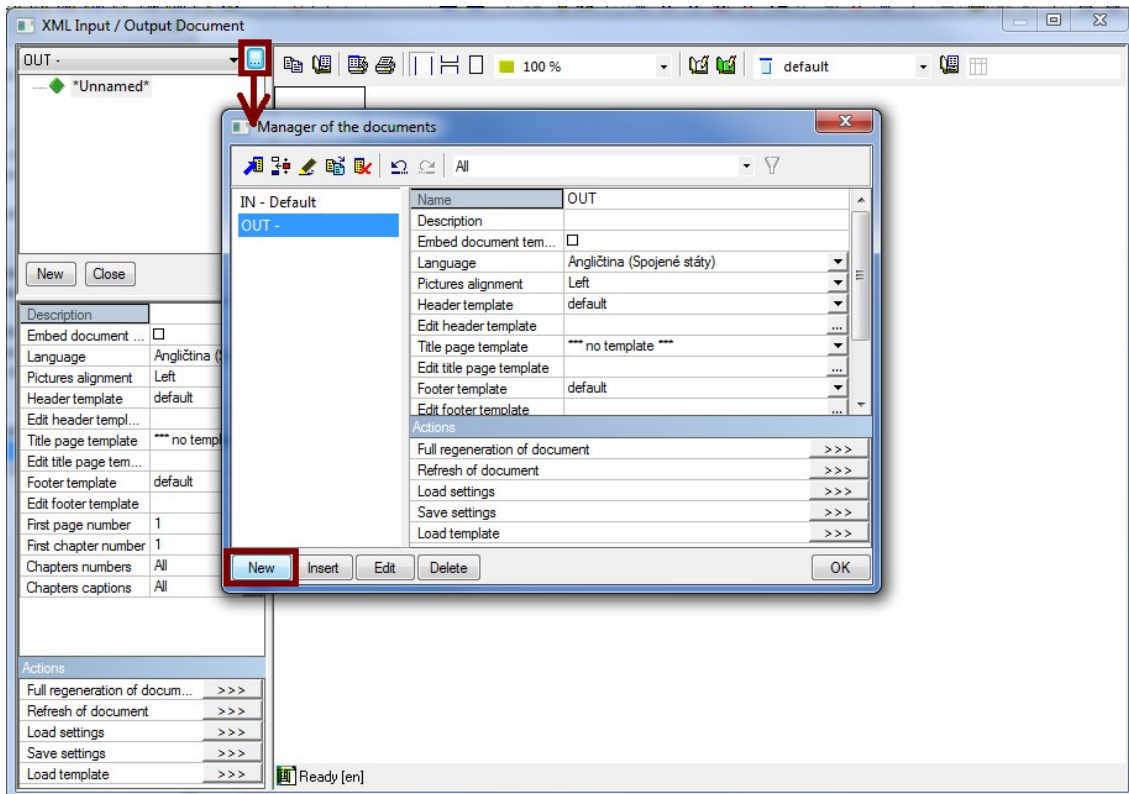 XML Input / Output Document
OUT -
...
100 %
default
*Unnamed*
New Close
Description
Embed document ...
Language Angličtina (S
Pictures alignment Left
Header template default
Edit header templ...
Title page template *** no templ
Edit title page tem...
Footer template default
Edit footer template
First page number 1
First chapter number 1
Chapters numbers All
Chapters captions All
Actions
Full regeneration of docum... >>>
Refresh of document >>>
Load settings >>>
Save settings >>>
Load template >>>
Manager of the documents
All
IN - Default
OUT -
Name OUT
Description
Embed document tem...
Language Angličtina (Spojené státy)
Pictures alignment Left
Header template default
Edit header template ...
Title page template *** no template ***
Edit title page template ...
Footer template default
Edit footer template ...
Actions
Full regeneration of document >>>
Refresh of document >>>
Load settings >>>
Save settings >>>
Load template >>>
New Insert Edit Delete OK
Ready [en]